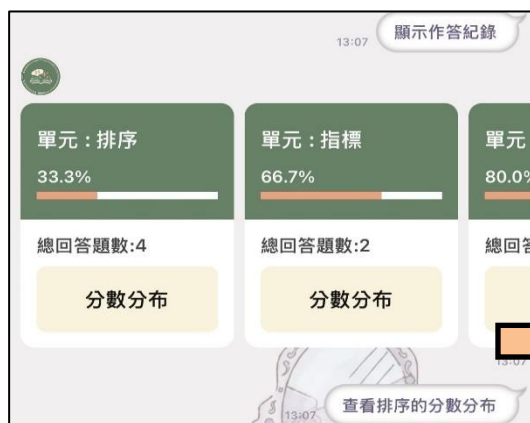 顯示作答紀錄
13:07
單元：排序
33.3%
總回答題數:4
分數分布
單元：指標
66.7%
總回答題數:2
分數分布
單元
80.0%
總回答
13:07
查看排序的分數分布
13:07